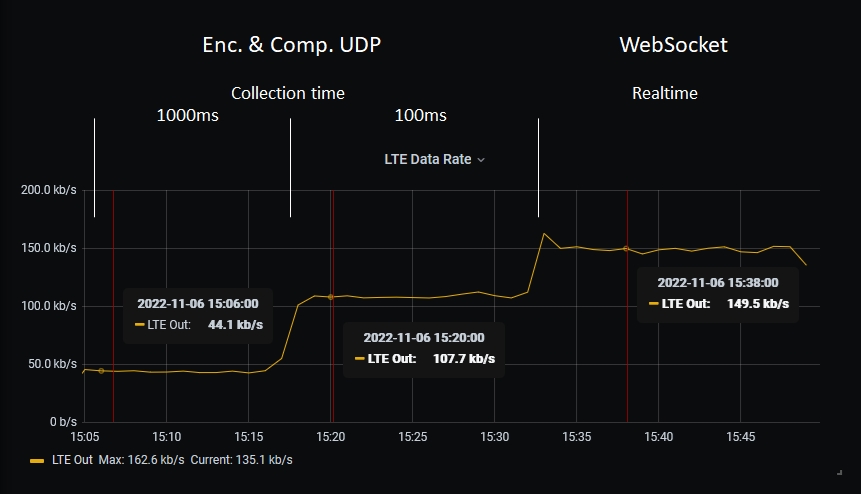 Enc. & Comp. UDP
WebSocket
Collection time
Realtime
1000ms
100ms
LTE Data Rate
200.0 kb/s
150.0 kb/s
100.0 kb/s
50.0 kb/s
0 b/s
2022-11-06 15:06:00
LTE Out: 44.1 kb/s
2022-11-06 15:20:00
LTE Out: 107.7 kb/s
2022-11-06 15:38:00
LTE Out: 149.5 kb/s
15:05 15:10 15:15 15:20 15:25 15:30 15:35 15:40 15:45
LTE Out Max: 162.6 kb/s Current: 135.1 kb/s